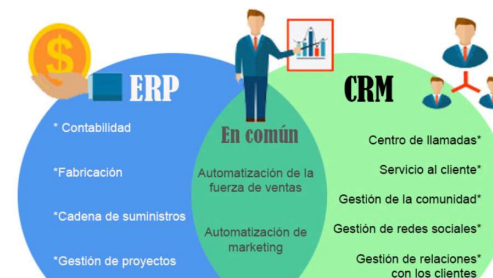 ERP
* Contabilidad
*Fabricación
*Cadena de suministros
*Gestión de proyectos
En común
Automatización de la
fuerza de ventas
Automatización de
marketing
CRM
Centro de llamadas*
Servicio al cliente*
Gestión de la comunidad*
Gestión de redes sociales*
Gestión de relaciones*
con los clientes